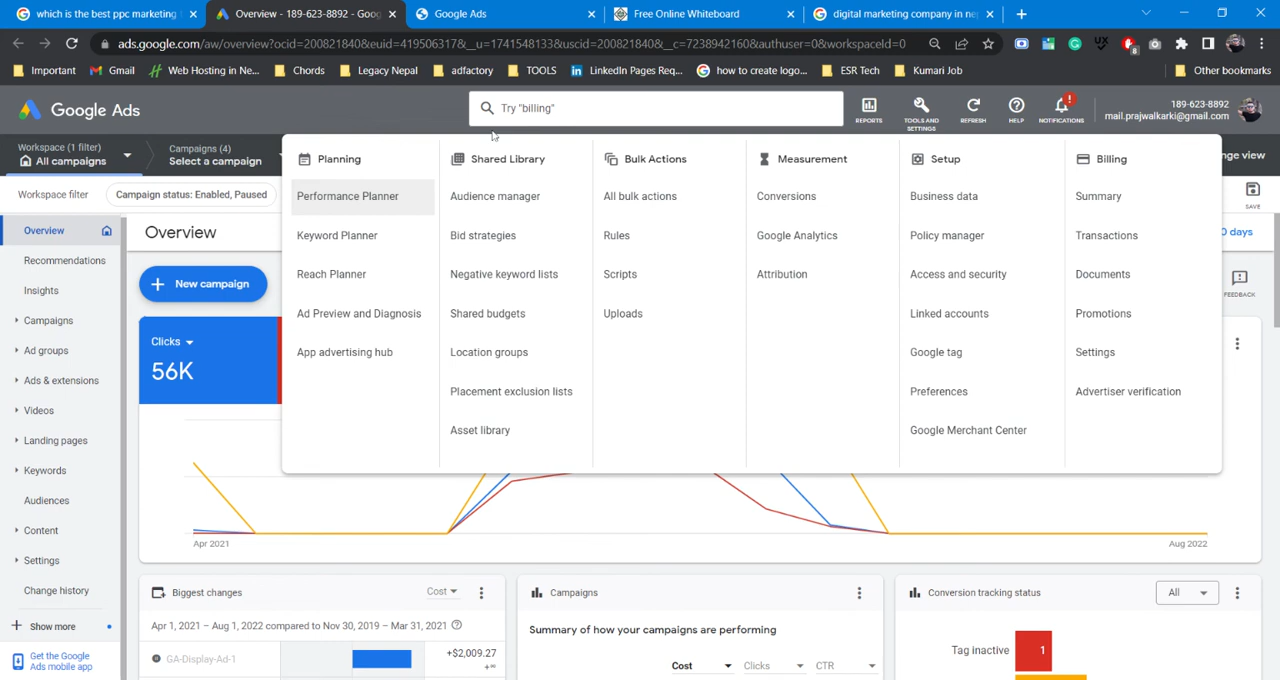 which is the best ppc marketing
Overview - 189-623-8892 - Goog
Google Ads
Free Online Whiteboard
digital marketing company in ne
ads.google.com/aw/overview?ocid=200821840&euid=419506317&__u=1741548133&uscid=200821840&__c=7238942160&authuser=0&workspaceId=0
8
Important
Gmail
Web Hosting in Ne...
Chords
Legacy Nepal
adfactory
TOOLS
LinkedIn Pages Req...
how to create logo...
ESR Tech
Kumari Job
Other bookmarks
Google Ads
Try "billing"
REPORTS
TOOLS AND SETTINGS
REFRESH
HELP
NOTIFICATIONS
189-623-8892
mail.prajwalkarki@gmail.com
Workspace (1 filter)
All campaigns
Campaigns (4)
Select a campaign
nge view
Workspace filter
Campaign status: Enabled, Paused
SAVE
Planning
Performance Planner
Keyword Planner
Reach Planner
Ad Preview and Diagnosis
App advertising hub
Shared Library
Audience manager
Bid strategies
Negative keyword lists
Shared budgets
Location groups
Placement exclusion lists
Asset library
Bulk Actions
All bulk actions
Rules
Scripts
Uploads
Measurement
Conversions
Google Analytics
Attribution
Setup
Business data
Policy manager
Access and security
Linked accounts
Google tag
Preferences
Google Merchant Center
Billing
Summary
Transactions
Documents
Promotions
Settings
Advertiser verification
Overview
Recommendations
Insights
Campaigns
Ad groups
Ads & extensions
Videos
Landing pages
Keywords
Audiences
Content
Settings
Change history
Show more
Get the Google
Ads mobile app
Overview
0 days
New campaign
FEEDBACK
Clicks
56K
Apr 2021
Aug 2022
Biggest changes
Cost
Apr 1, 2021 – Aug 1, 2022 compared to Nov 30, 2019 – Mar 31, 2021
GA-Display-Ad-1
+$2,009.27
+∞
Campaigns
Summary of how your campaigns are performing
Cost
Clicks
CTR
Conversion tracking status
All
Tag inactive
1